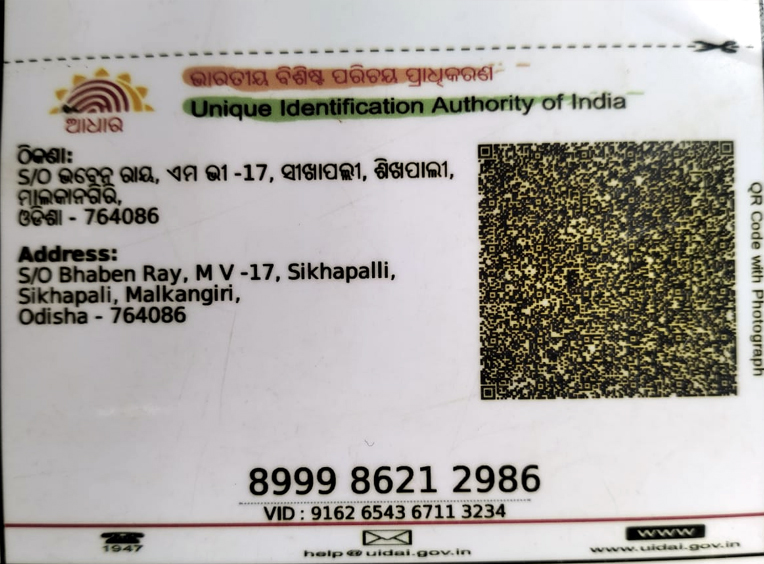 ଭାରତୀୟ ବିଶିଷ୍ଟ ପରିଚୟ ପ୍ରାଧିକରଣ
Unique Identification Authority of India
ଆଧାର
ଠିକଣା:
S/O ଭବେନ୍ ରାୟ, ଏମ ଭୀ -17, ସୀଖାପଲ୍ଲୀ, ଶିଖପାଲୀ,
ମାଲକାନଗିରି,
ଓଡିଶା - 764086
Address:
S/O Bhaben Ray, M V -17, Sikhapalli,
Sikhapali, Malkangiri,
Odisha - 764086
QR Code with Photograph
8999 8621 2986
VID : 9162 6543 6711 3234
1947
help@uidai.gov.in
www
www.uidai.gov.in